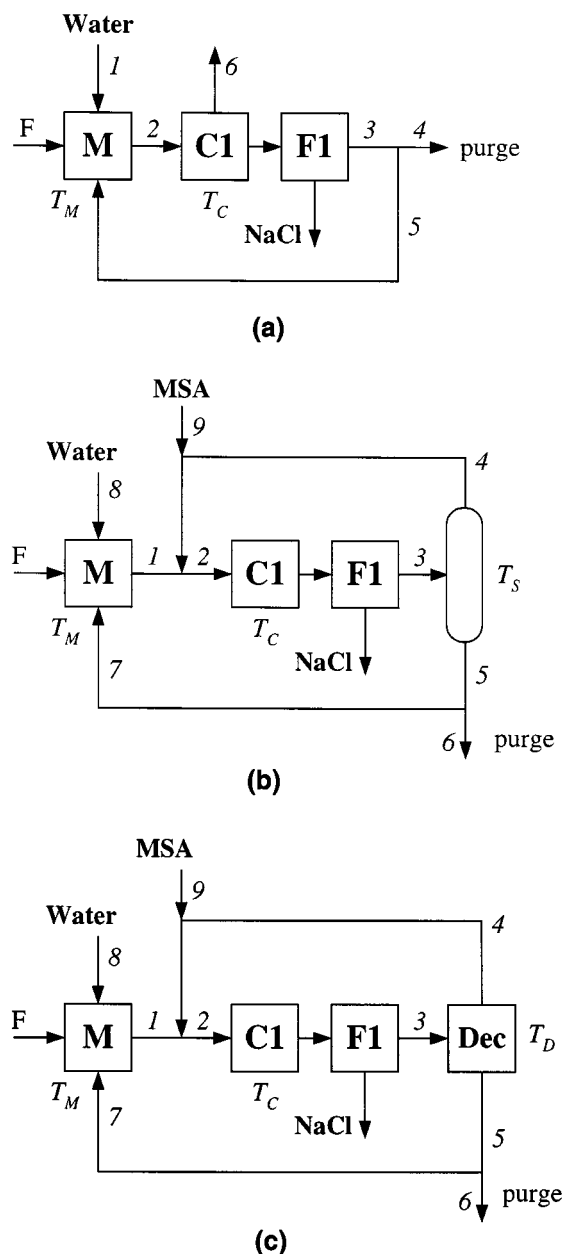 Water
1 6
F M 2 C1 F1 3 4 purge
T_M T_C 5
NaCl
(a)
MSA
9
Water 4
8
F M 1 2 C1 F1 3 T_S
T_M T_C
7 NaCl 5
6 purge
(b)
MSA
9
Water 4
8
F M 1 2 C1 F1 3 Dec T_D
T_M T_C
7 NaCl 5
6 purge
(c)